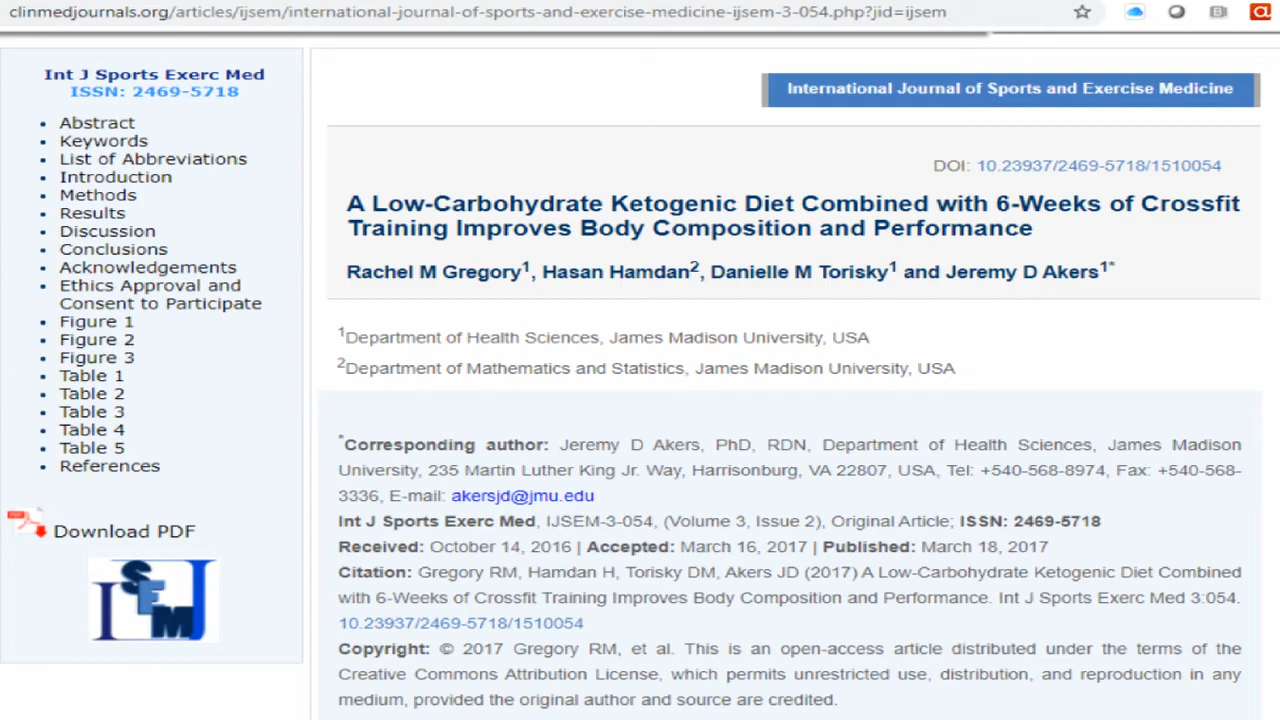 clinmedjournals.org/articles/ijsem/international-journal-of-sports-and-exercise-medicine-ijsem-3-054.php?jid=ijsem
Int J Sports Exerc Med
ISSN: 2469-5718
• Abstract
• Keywords
• List of Abbreviations
• Introduction
• Methods
• Results
• Discussion
• Conclusions
• Acknowledgements
• Ethics Approval and
Consent to Participate
• Figure 1
• Figure 2
• Figure 3
• Table 1
• Table 2
• Table 3
• Table 4
• Table 5
• References
Download PDF
IJSEM
International Journal of Sports and Exercise Medicine
DOI: 10.23937/2469-5718/1510054
A Low-Carbohydrate Ketogenic Diet Combined with 6-Weeks of Crossfit
Training Improves Body Composition and Performance
Rachel M Gregory1, Hasan Hamdan2, Danielle M Torisky1 and Jeremy D Akers1*
1Department of Health Sciences, James Madison University, USA
2Department of Mathematics and Statistics, James Madison University, USA
*Corresponding author: Jeremy D Akers, PhD, RDN, Department of Health Sciences, James Madison
University, 235 Martin Luther King Jr. Way, Harrisonburg, VA 22807, USA, Tel: +540-568-8974, Fax: +540-568-
3336, E-mail: akersjd@jmu.edu
Int J Sports Exerc Med, IJSEM-3-054, (Volume 3, Issue 2), Original Article; ISSN: 2469-5718
Received: October 14, 2016 | Accepted: March 16, 2017 | Published: March 18, 2017
Citation: Gregory RM, Hamdan H, Torisky DM, Akers JD (2017) A Low-Carbohydrate Ketogenic Diet Combined
with 6-Weeks of Crossfit Training Improves Body Composition and Performance. Int J Sports Exerc Med 3:054.
10.23937/2469-5718/1510054
Copyright: © 2017 Gregory RM, et al. This is an open-access article distributed under the terms of the
Creative Commons Attribution License, which permits unrestricted use, distribution, and reproduction in any
medium, provided the original author and source are credited.